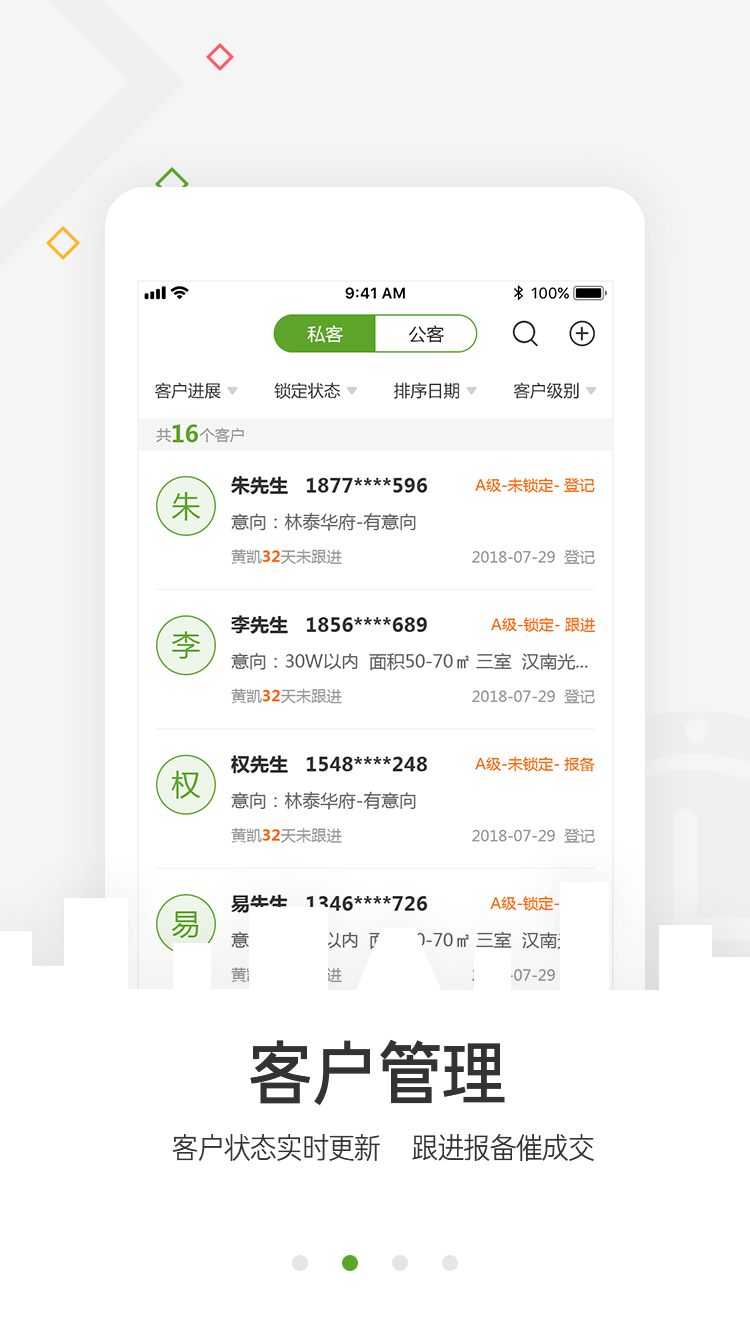 9:41 AM 100%
私客 公客
客户进展 锁定状态 排序日期 客户级别
共16个客户
朱
朱先生 1877****596 A级-未锁定- 登记
意向：林泰华府-有意向
黄凯32天未跟进 2018-07-29 登记
李
李先生 1856****689 A级-锁定- 跟进
意向：30W以内 面积50-70㎡ 三室 汉南光...
黄凯32天未跟进 2018-07-29 登记
权
权先生 1548****248 A级-未锁定- 报备
意向：林泰华府-有意向
黄凯32天未跟进 2018-07-29 登记
易
易先生 1346****726 A级-锁定-
意 以内 0-70㎡ 三室 汉南
黄 进 -07-29
客户管理
客户状态实时更新 跟进报备催成交